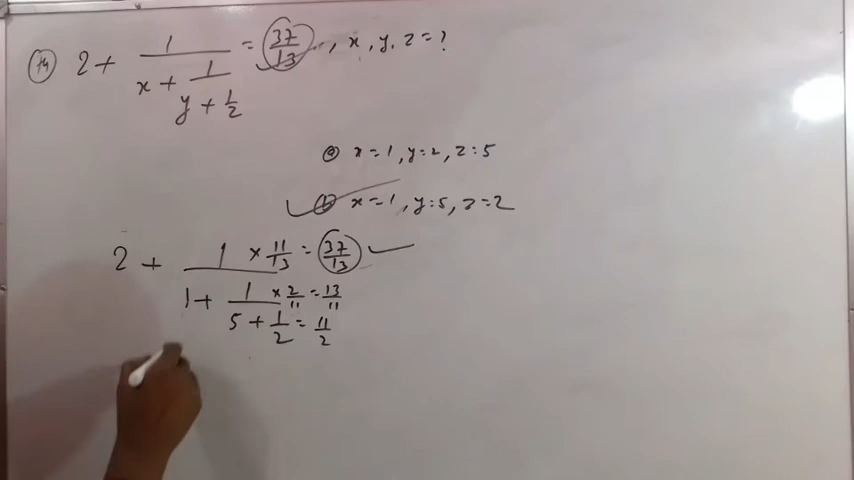 14 2 + 1 / x + 1 / y + 1/2 = 37/13 , x, y, z = ?
a x = 1, y = 2, z = 5
b x = 1, y = 5, z = 2
2 + 1 × 11/13 = 37/13
1 + 1 × 2/11 = 13/11
5 + 1/2 = 11/2